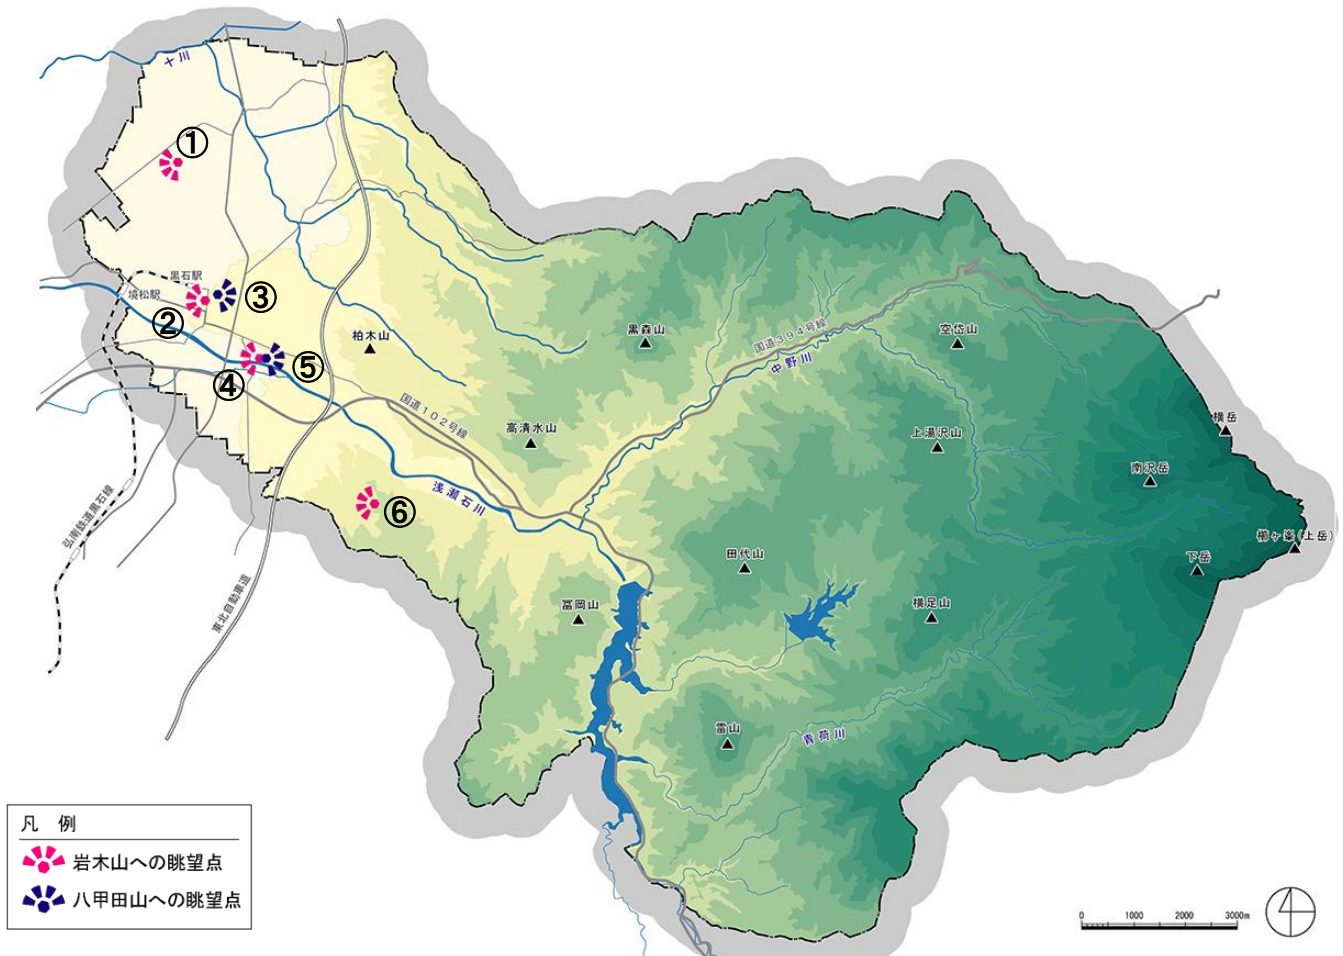 十川
①
黒石駅
境松駅
③
②
柏木山
⑤
④
黒森山
国道394号線
中野川
空岱山
国道102号線
高清水山
上湯沢山
横岳
南沢岳
浅瀬石川
⑥
弘南鉄道黒石線
櫛ヶ峯(上岳)
下岳
田代山
東北自動車道
冨岡山
横足山
雷山
青荷川
凡 例
岩木山への眺望点
八甲田山への眺望点
0 1000 2000 3000m